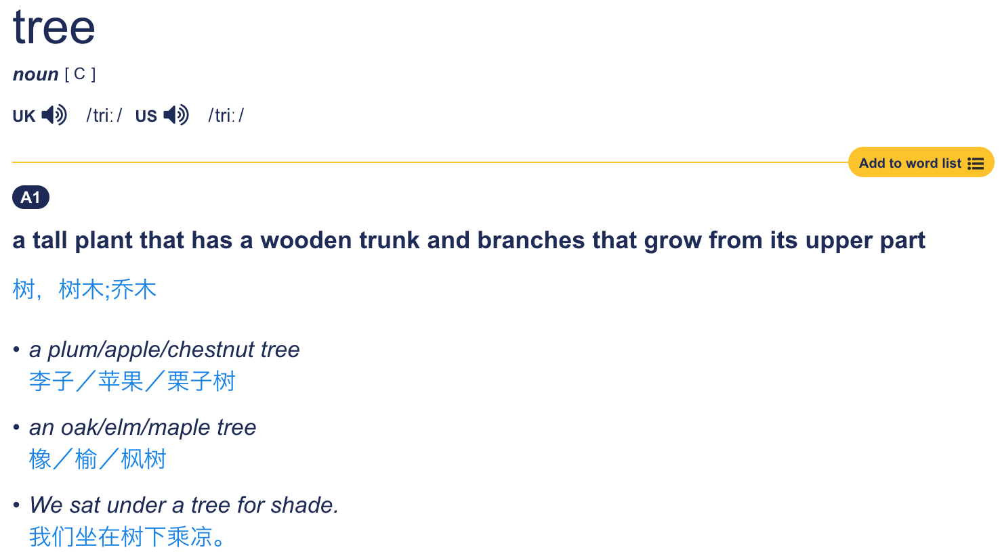 tree
noun [ C ]
UK /triː/ US /triː/
Add to word list
A1
a tall plant that has a wooden trunk and branches that grow from its upper part
树，树木;乔木
• a plum/apple/chestnut tree
李子／苹果／栗子树
• an oak/elm/maple tree
橡／榆／枫树
• We sat under a tree for shade.
我们坐在树下乘凉。